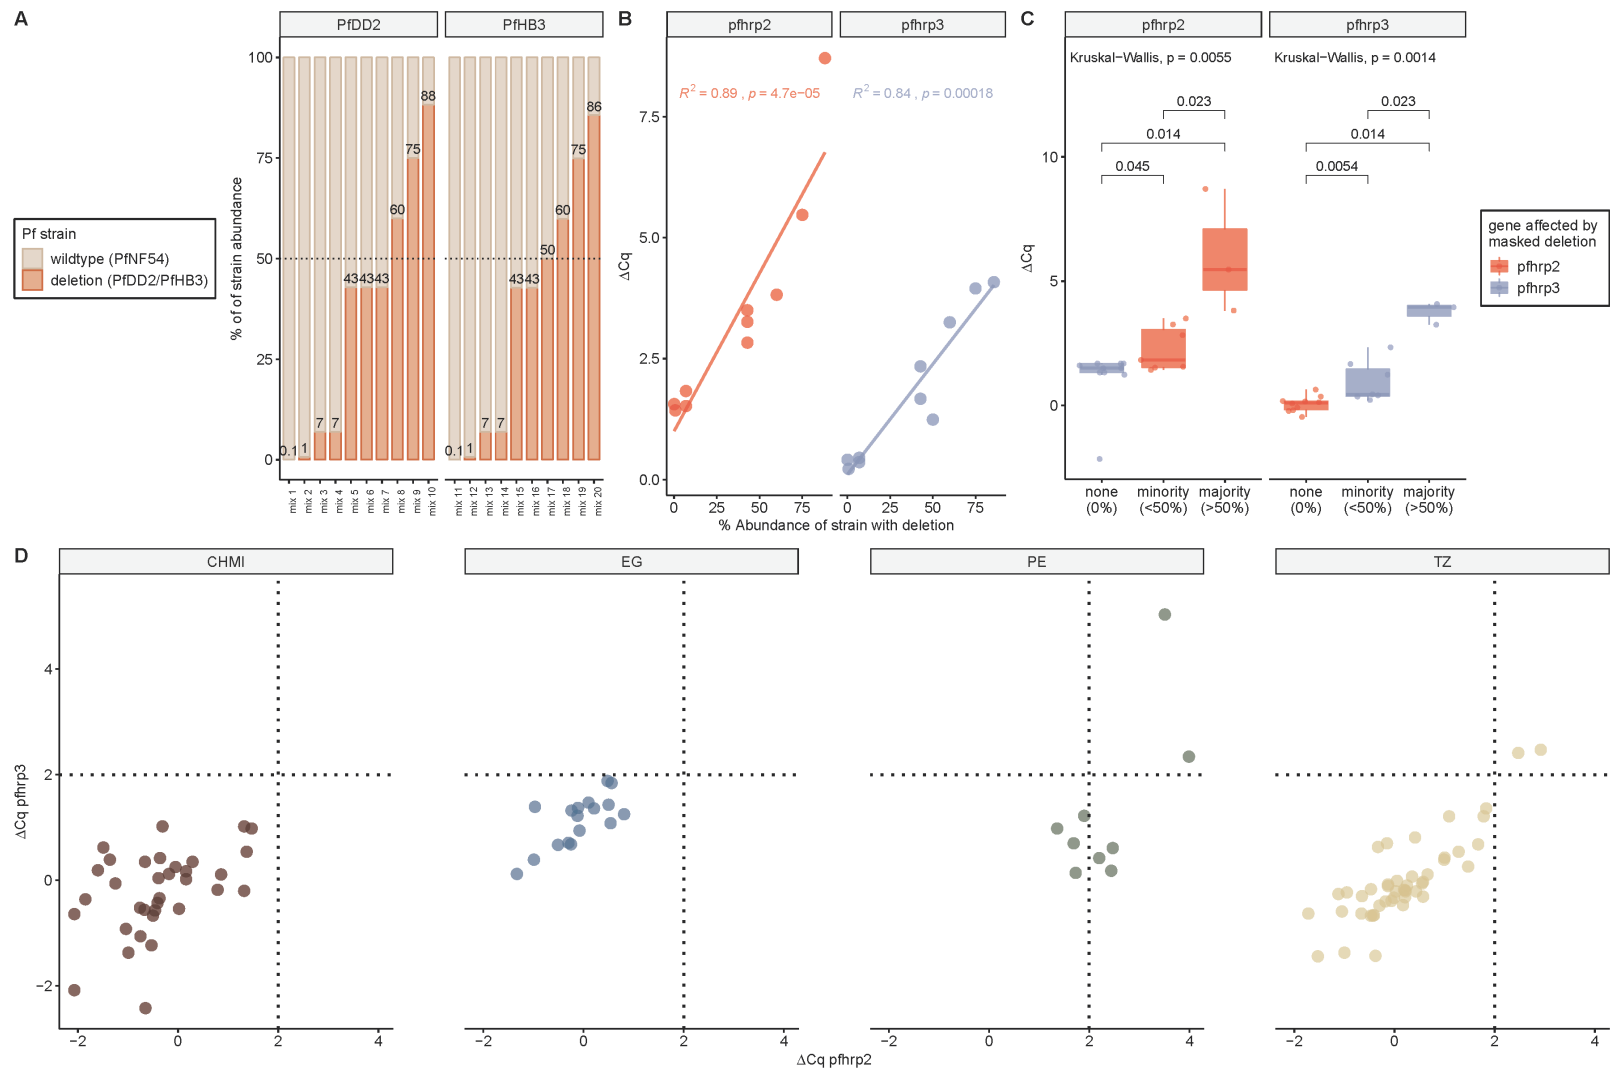 A
PfDD2
PfHB3
% of of strain abundance
100
75
50
25
0
0.1
1
7
7
43
43
43
60
75
88
0.1
1
7
7
43
43
50
60
75
86
mix 1
mix 2
mix 3
mix 4
mix 5
mix 6
mix 7
mix 8
mix 9
mix 10
mix 11
mix 12
mix 13
mix 14
mix 15
mix 16
mix 17
mix 18
mix 19
mix 20
Pf strain
wildtype (PfNF54)
deletion (PfDD2/PfHB3)
B
pfhrp2
pfhrp3
ΔCq
7.5
5.0
2.5
0.0
R² = 0.89 , p = 4.7e−05
R² = 0.84 , p = 0.00018
0
25
50
75
0
25
50
75
% Abundance of strain with deletion
C
pfhrp2
pfhrp3
ΔCq
10
5
0
Kruskal−Wallis, p = 0.0055
0.023
0.014
0.045
Kruskal−Wallis, p = 0.0014
0.023
0.014
0.0054
none
(0%)
minority
(<50%)
majority
(>50%)
none
(0%)
minority
(<50%)
majority
(>50%)
gene affected by
masked deletion
pfhrp2
pfhrp3
D
CHMI
EG
PE
TZ
ΔCq pfhrp3
4
2
0
−2
−2
0
2
4
−2
0
2
4
−2
0
2
4
−2
0
2
4
ΔCq pfhrp2